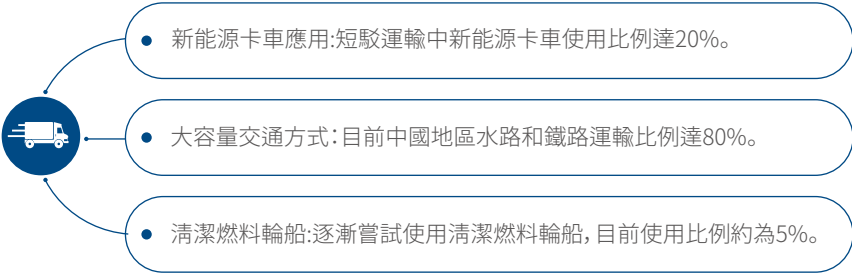 新能源卡車應用:短駁運輸中新能源卡車使用比例達20%。
大容量交通方式：目前中國地區水路和鐵路運輸比例達80%。
清潔燃料輪船:逐漸嘗試使用清潔燃料輪船，目前使用比例約為5%。